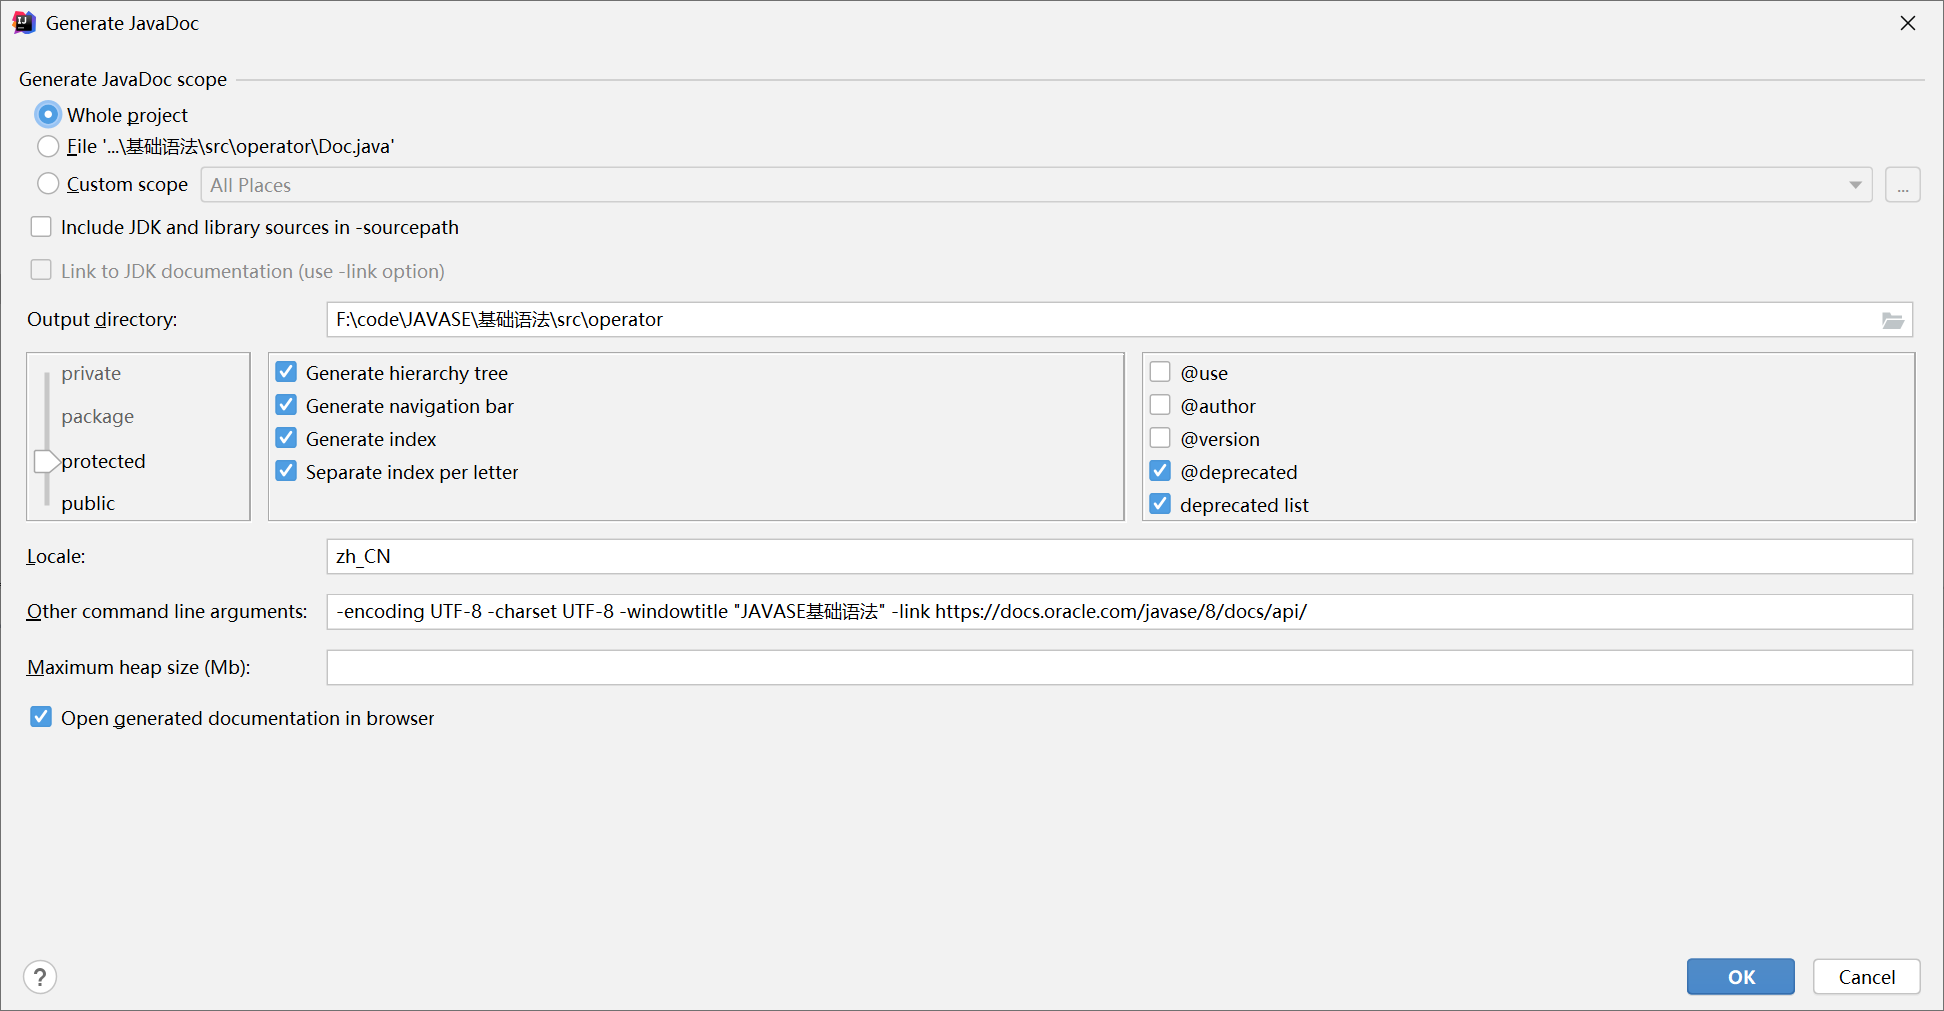 Generate JavaDoc
Generate JavaDoc scope
Whole project
File '...\基础语法\src\operator\Doc.java'
Custom scope
All Places
...
Include JDK and library sources in -sourcepath
Link to JDK documentation (use -link option)
Output directory:
F:\code\JAVASE\基础语法\src\operator
private
package
protected
public
Generate hierarchy tree
Generate navigation bar
Generate index
Separate index per letter
@use
@author
@version
@deprecated
deprecated list
Locale:
zh_CN
Other command line arguments:
-encoding UTF-8 -charset UTF-8 -windowtitle "JAVASE基础语法" -link https://docs.oracle.com/javase/8/docs/api/
Maximum heap size (Mb):
Open generated documentation in browser
?
OK
Cancel